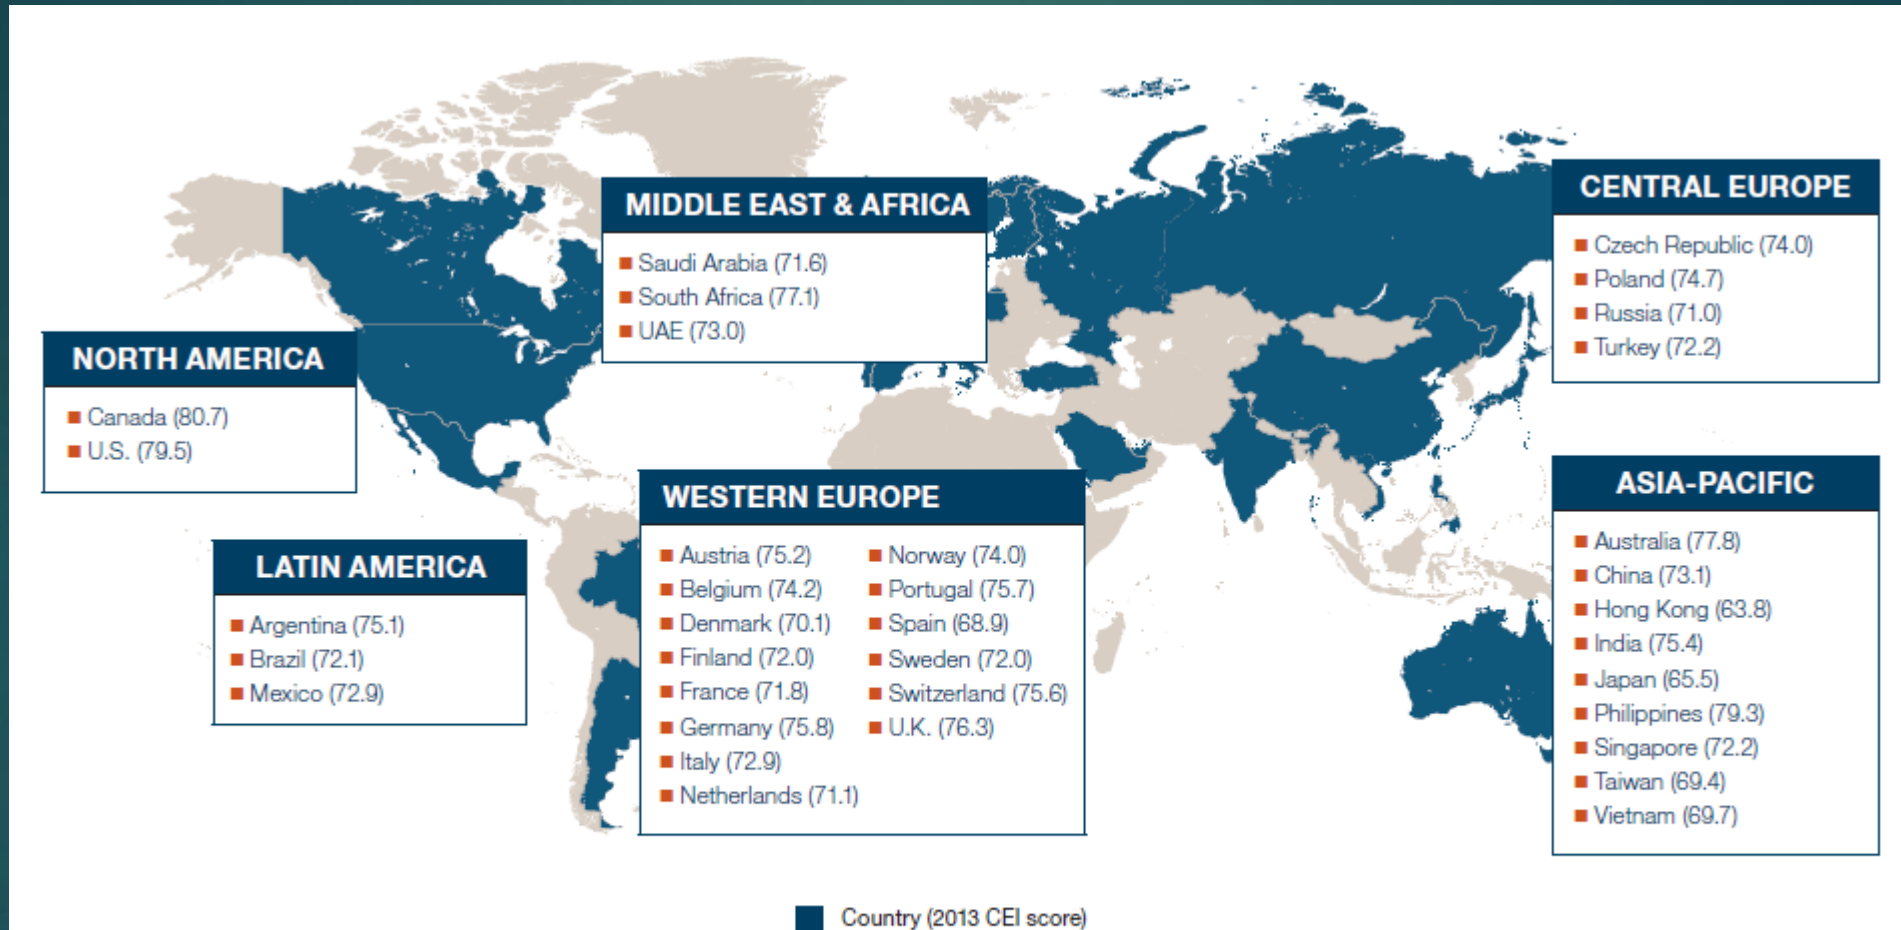 MIDDLE EAST & AFRICA
Saudi Arabia (71.6)
South Africa (77.1)
UAE (73.0)
CENTRAL EUROPE
Czech Republic (74.0)
Poland (74.7)
Russia (71.0)
Turkey (72.2)
NORTH AMERICA
Canada (80.7)
U.S. (79.5)
WESTERN EUROPE
Austria (75.2)
Belgium (74.2)
Denmark (70.1)
Finland (72.0)
France (71.8)
Germany (75.8)
Italy (72.9)
Netherlands (71.1)
Norway (74.0)
Portugal (75.7)
Spain (68.9)
Sweden (72.0)
Switzerland (75.6)
U.K. (76.3)
ASIA-PACIFIC
Australia (77.8)
China (73.1)
Hong Kong (63.8)
India (75.4)
Japan (65.5)
Philippines (79.3)
Singapore (72.2)
Taiwan (69.4)
Vietnam (69.7)
LATIN AMERICA
Argentina (75.1)
Brazil (72.1)
Mexico (72.9)
Country (2013 CEI score)